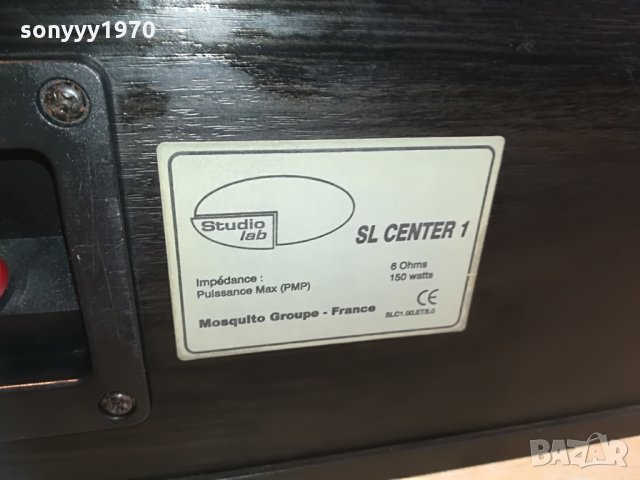 sonyyy1970
Studio
lab
SL CENTER 1
Impédance : 6 Ohms
Puissance Max (PMP) 150 watts
Mosquito Groupe - France
CE
SLC1.00.ETS.0
BAZAR